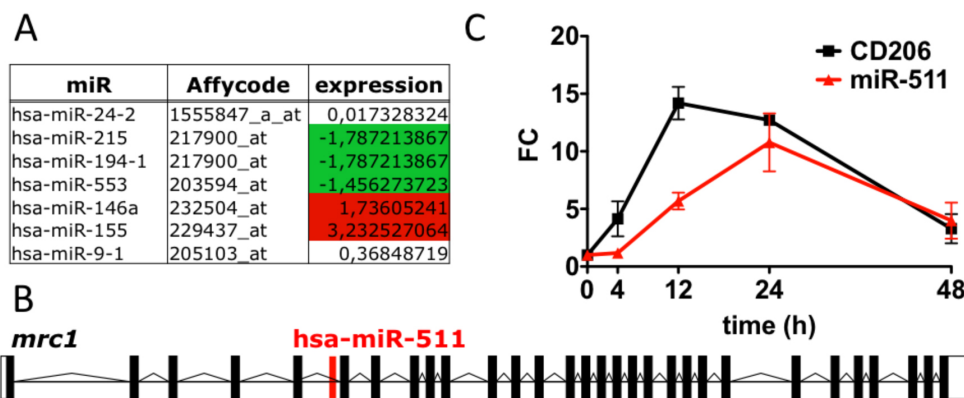 A
miR Affycode expression
hsa-miR-24-2 1555847_a_at 0,017328324
hsa-miR-215 217900_at -1,787213867
hsa-miR-194-1 217900_at -1,787213867
hsa-miR-553 203594_at -1,456273723
hsa-miR-146a 232504_at 1,73605241
hsa-miR-155 229437_at 3,232527064
hsa-miR-9-1 205103_at 0,36848719
B
mrc1 hsa-miR-511
C
CD206
miR-511
FC
20
15
10
5
0
0 4 12 24 48
time (h)